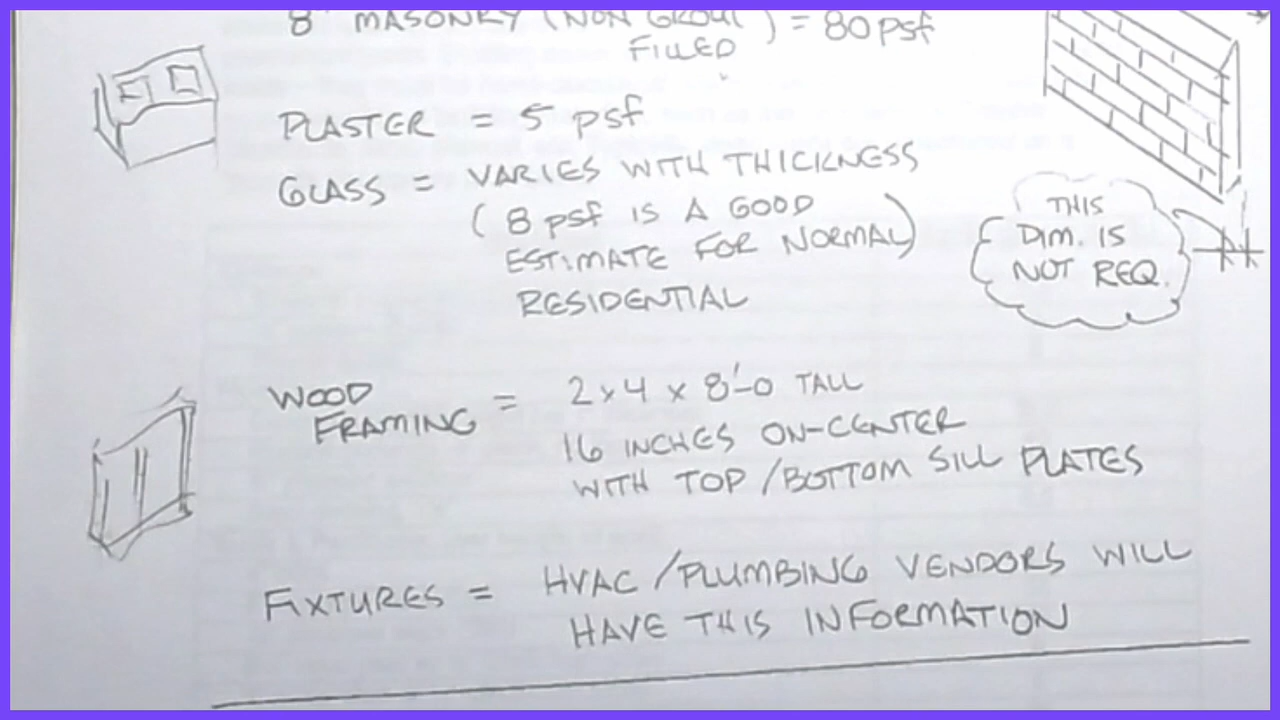 8" MASONRY (NON GROUT) = 80 psf
FILLED
PLASTER = 5 psf
GLASS = VARIES WITH THICKNESS
(8 psf IS A GOOD
ESTIMATE FOR NORMAL)
RESIDENTIAL
THIS
DIM. IS
NOT REQ.
WOOD
FRAMING = 2 x 4 x 8'-0 TALL
16 INCHES ON-CENTER
WITH TOP/BOTTOM SILL PLATES
FIXTURES = HVAC/PLUMBING VENDORS WILL
HAVE THIS INFORMATION